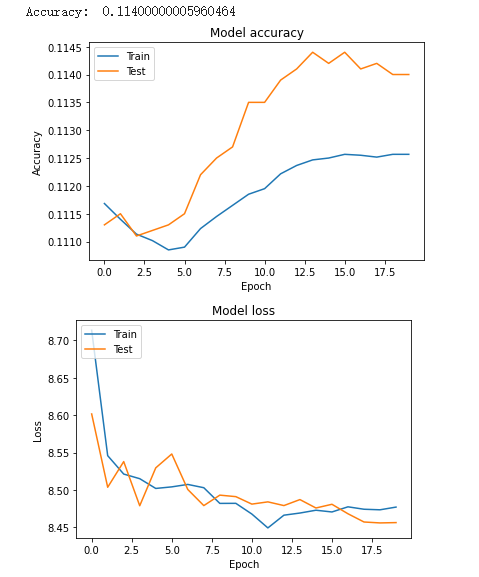 Accuracy: 0.11400000005960464
Model accuracy
Train
Test
0.1145
0.1140
0.1135
0.1130
0.1125
0.1120
0.1115
0.1110
Accuracy
0.0 2.5 5.0 7.5 10.0 12.5 15.0 17.5
Epoch
Model loss
Train
Test
8.70
8.65
8.60
8.55
8.50
8.45
Loss
0.0 2.5 5.0 7.5 10.0 12.5 15.0 17.5
Epoch